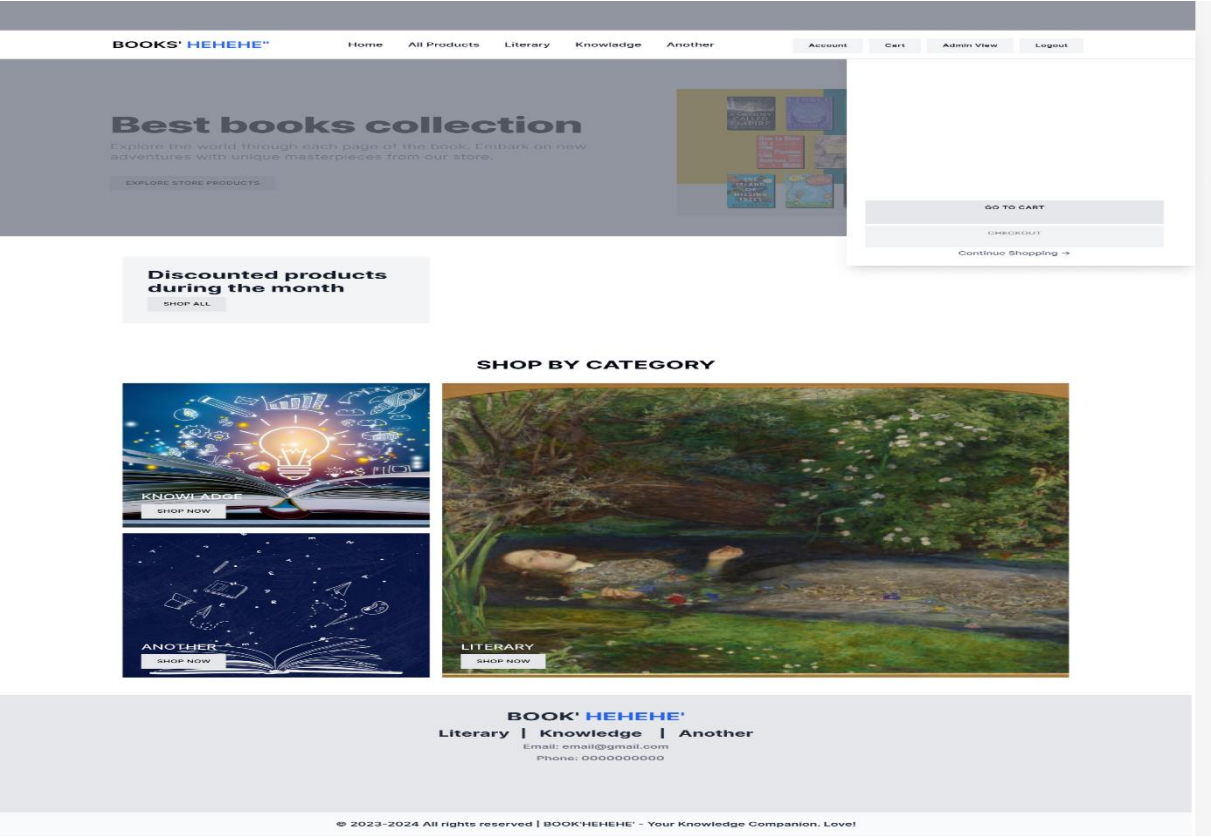 BOOKS' HEHEHE" Home All Products Literary Knowladge Another Account Cart Admin View Logout
Best books collection
Explore the world through each page of the book. Embark on new
adventures with unique masterpieces from our store.
EXPLORE STORE PRODUCTS
GO TO CART
CHECKOUT
Continue Shopping →
Discounted products
during the month
SHOP ALL
SHOP BY CATEGORY
KNOWLADGE
SHOP NOW
ANOTHER
SHOP NOW
LITERARY
SHOP NOW
BOOK' HEHEHE'
Literary | Knowledge | Another
Email: email@gmail.com
Phone: 0000000000
© 2023-2024 All rights reserved | BOOK'HEHEHE' - Your Knowledge Companion. Love!